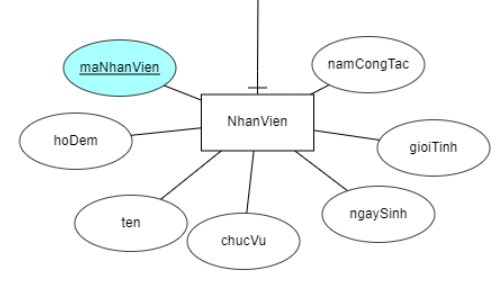 maNhanVien
namCongTac
NhanVien
hoDem
gioiTinh
ten
chucVu
ngaySinh